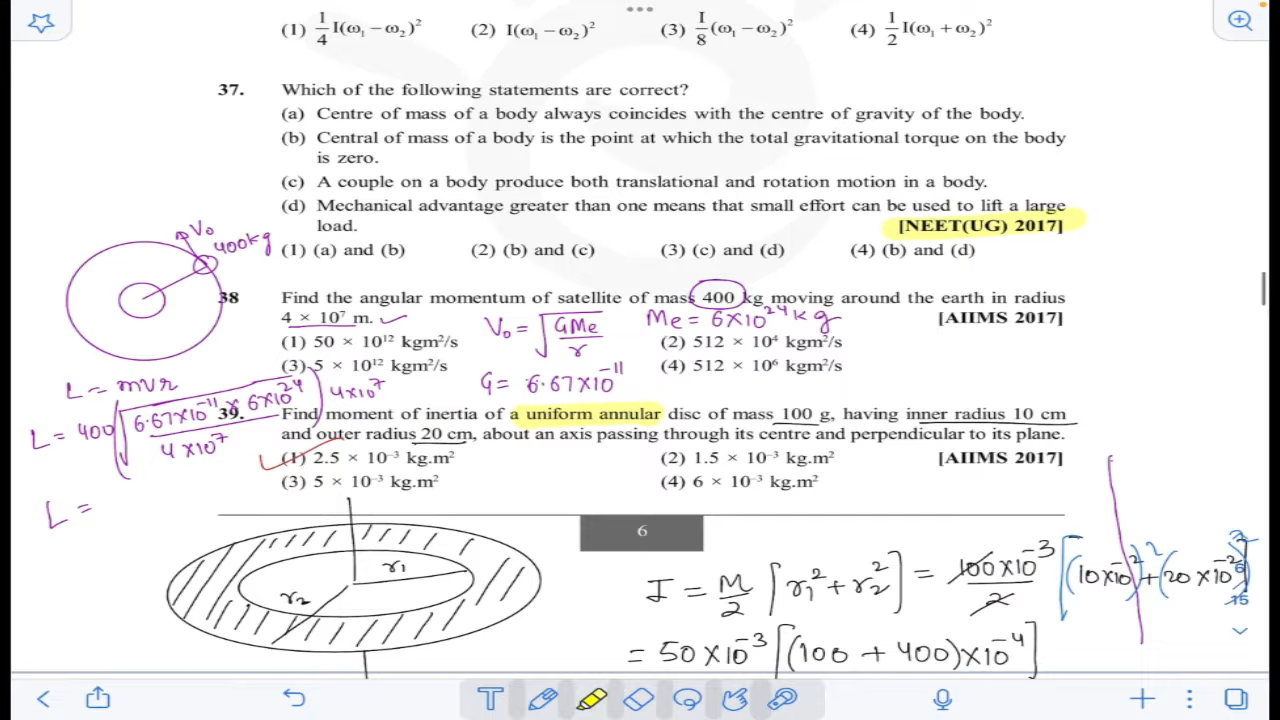 (1) 1/4 I(ω₁ − ω₂)² (2) I(ω₁ − ω₂)² (3) I/8 (ω₁ − ω₂)² (4) 1/2 I(ω₁ + ω₂)²
37. Which of the following statements are correct?
(a) Centre of mass of a body always coincides with the centre of gravity of the body.
(b) Central of mass of a body is the point at which the total gravitational torque on the body
is zero.
(c) A couple on a body produce both translational and rotation motion in a body.
(d) Mechanical advantage greater than one means that small effort can be used to lift a large
load. [NEET(UG) 2017]
(1) (a) and (b) (2) (b) and (c) (3) (c) and (d) (4) (b) and (d)
V₀
400kg
38 Find the angular momentum of satellite of mass 400 kg moving around the earth in radius
4 × 10⁷ m. [AIIMS 2017]
V₀ = √(GMe/r) Me = 6×10²⁴ kg
(1) 50 × 10¹² kgm²/s (2) 512 × 10⁴ kgm²/s
(3) 5 × 10¹² kgm²/s (4) 512 × 10⁶ kgm²/s
G = 6.67×10⁻¹¹
L = mvr
L = 400(√(6.67×10⁻¹¹ × 6×10²⁴ / 4×10⁷)) 4×10⁷
L =
39. Find moment of inertia of a uniform annular disc of mass 100 g, having inner radius 10 cm
and outer radius 20 cm, about an axis passing through its centre and perpendicular to its plane.
(1) 2.5 × 10⁻³ kg.m² (2) 1.5 × 10⁻³ kg.m² [AIIMS 2017]
(3) 5 × 10⁻³ kg.m² (4) 6 × 10⁻³ kg.m²
6
r₁
r₂
I = M/2 [r₁² + r₂²] = 100×10⁻³/2 [(10×10⁻²)² + (20×10⁻²)²]
= 50×10⁻³ [(100 + 400)×10⁻⁴]
6
15
T